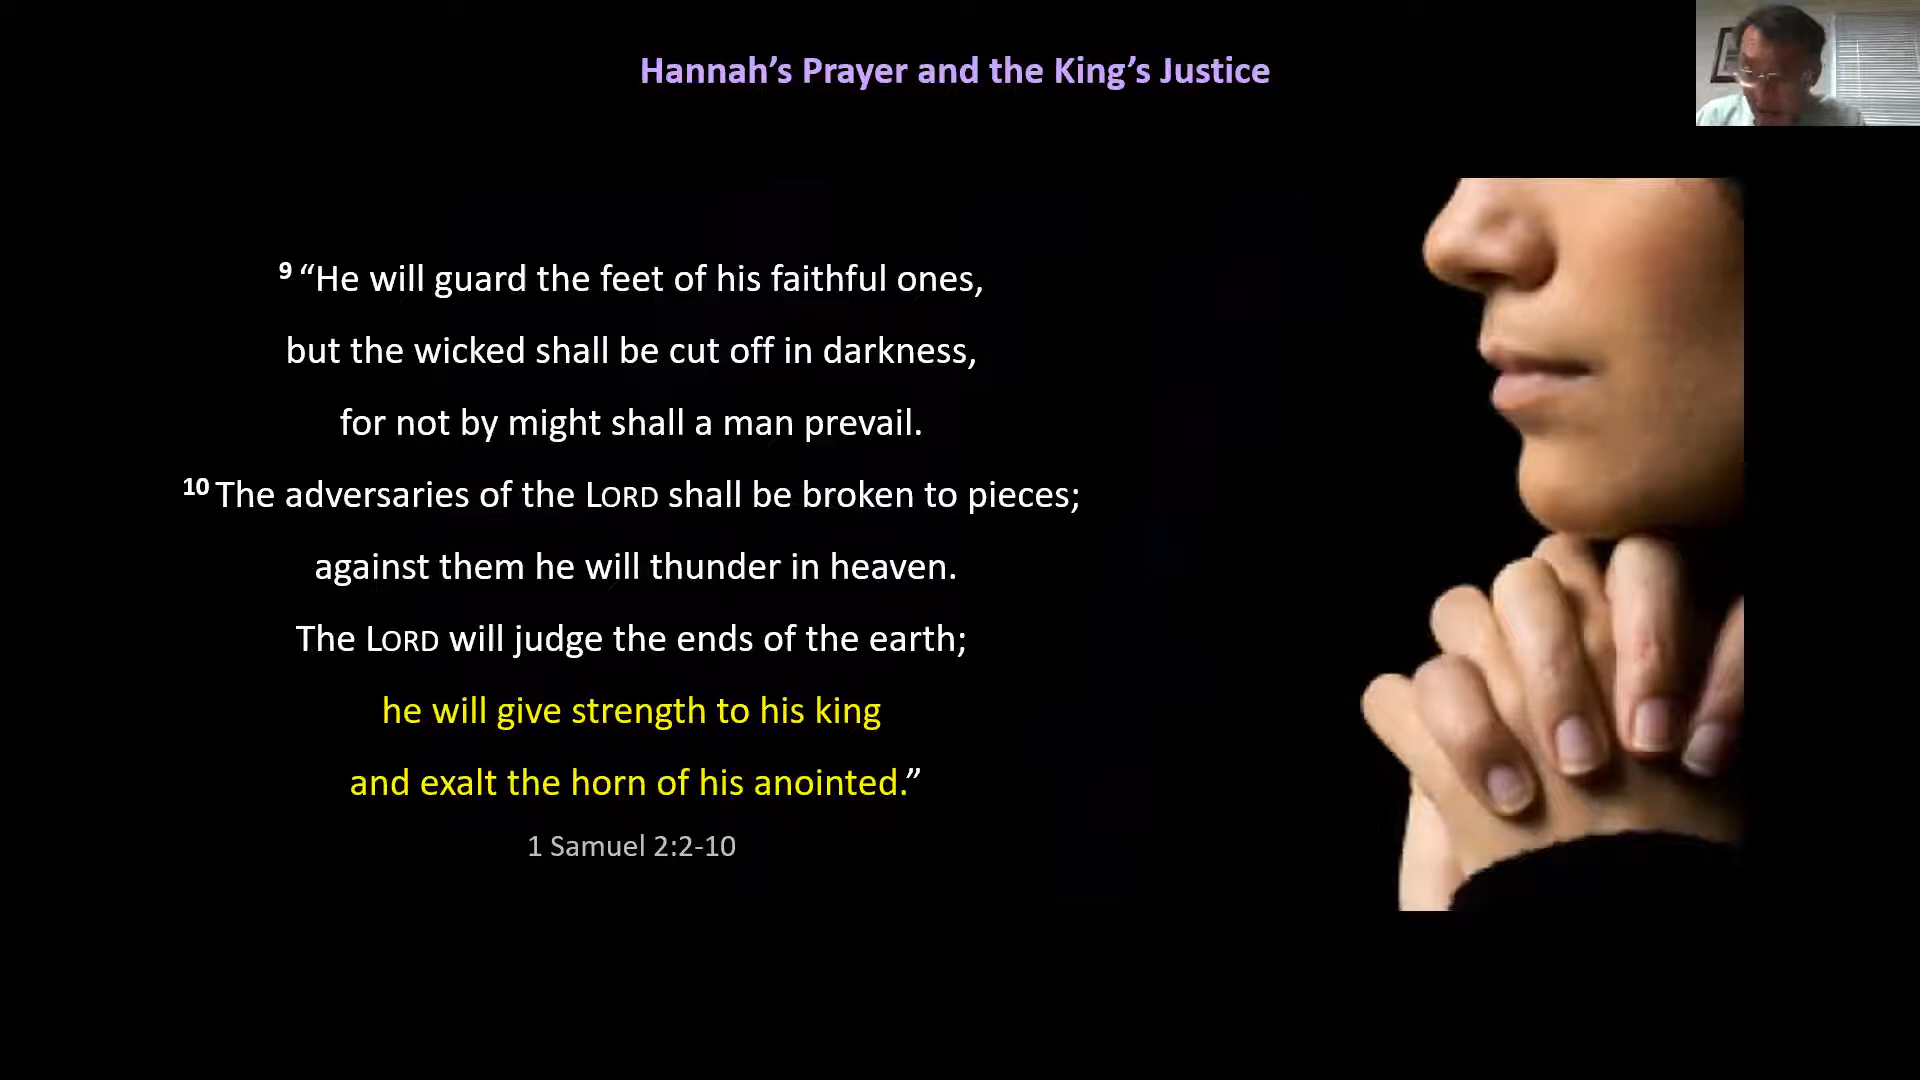 Hannah’s Prayer and the King’s Justice
9 “He will guard the feet of his faithful ones,
but the wicked shall be cut off in darkness,
for not by might shall a man prevail.
10 The adversaries of the LORD shall be broken to pieces;
against them he will thunder in heaven.
The LORD will judge the ends of the earth;
he will give strength to his king
and exalt the horn of his anointed.”
1 Samuel 2:2-10